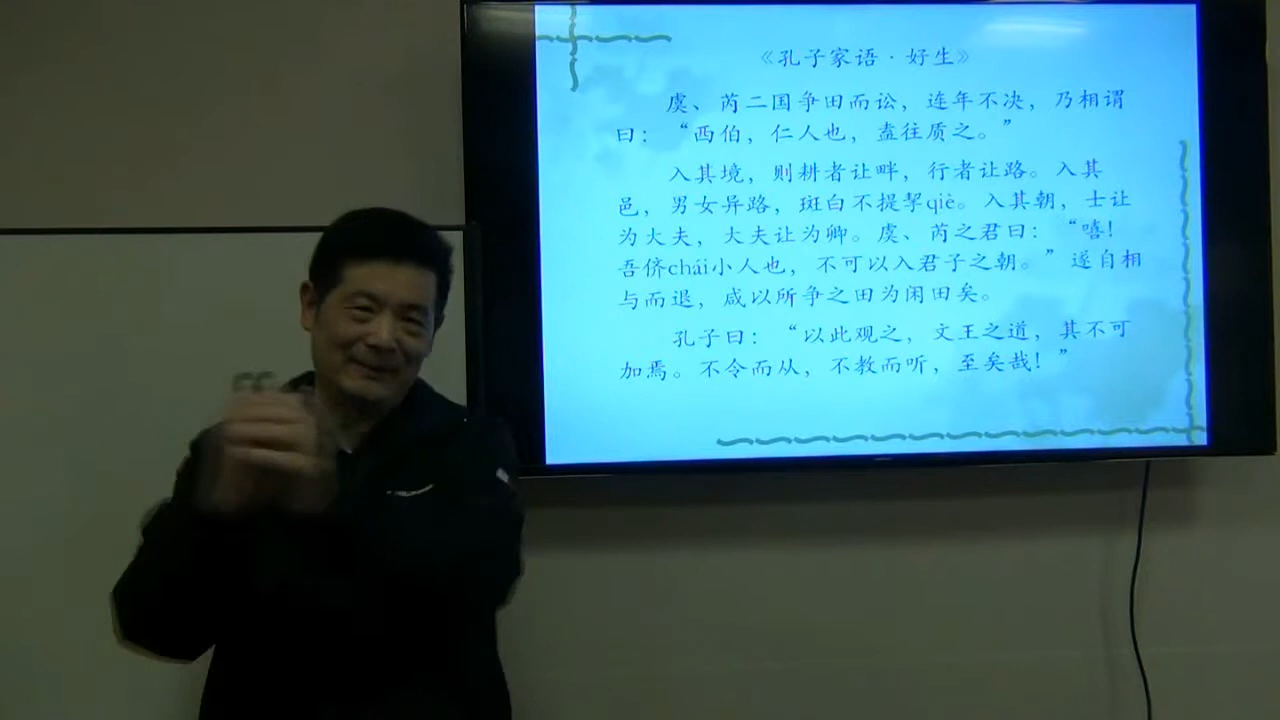 《孔子家语·好生》
虞、芮二国争田而讼，连年不决，乃相谓
曰：“西伯，仁人也，盍往质之。”
入其境，则耕者让畔，行者让路。入其
邑，男女异路，斑白不提挈qiè。入其朝，士让
为大夫，大夫让为卿。虞、芮之君曰：“嘻！
吾侪chái小人也，不可以入君子之朝。”遂自相
与而退，咸以所争之田为闲田矣。
孔子曰：“以此观之，文王之道，其不可
加焉。不令而从，不教而听，至矣哉！”